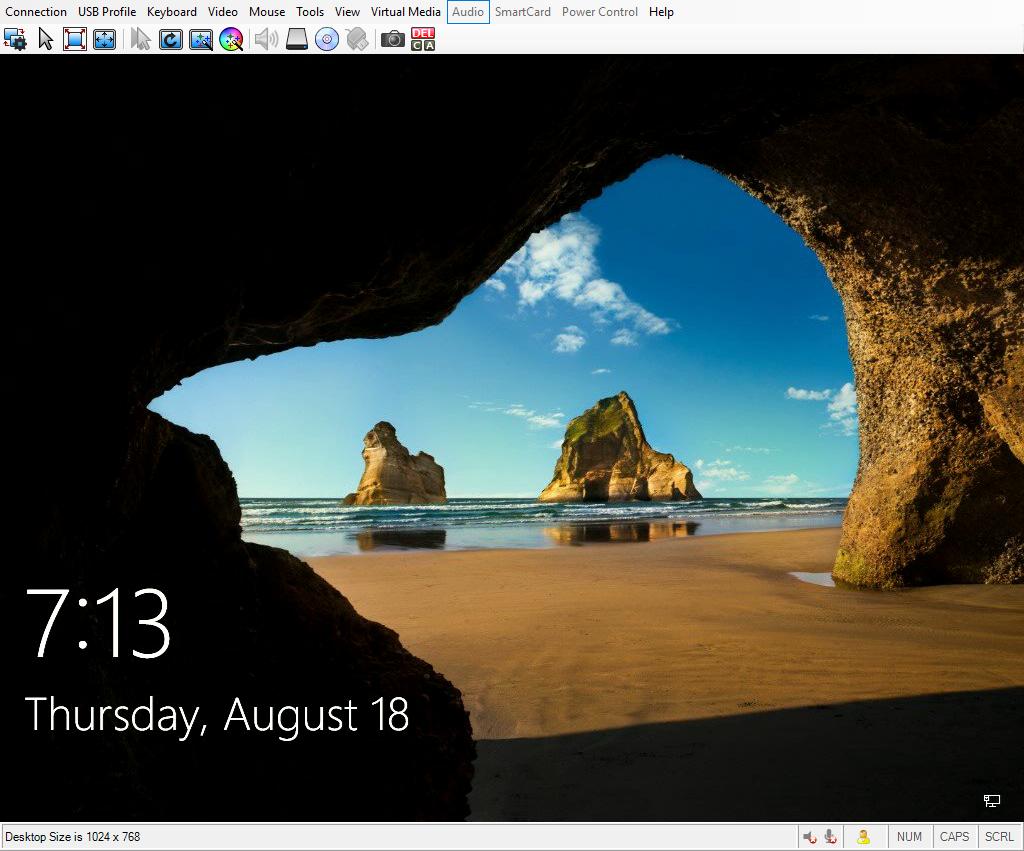 Connection USB Profile Keyboard Video Mouse Tools View Virtual Media Audio SmartCard Power Control Help
DEL
C A
7:13
Thursday, August 18
Desktop Size is 1024 x 768 NUM CAPS SCRL